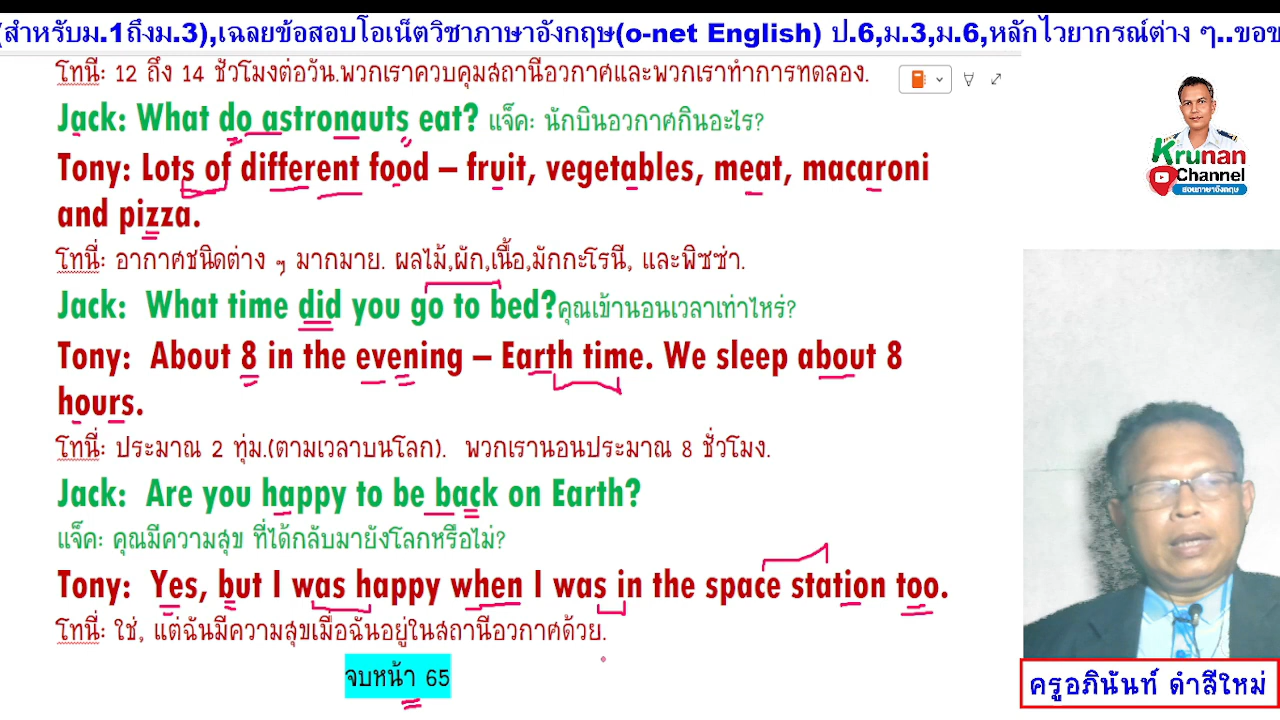 (สำหรับม.1ถึงม.3),เฉลยข้อสอบโอเน็ตวิชาภาษาอังกฤษ(o-net English) ป.6,ม.3,ม.6,หลักไวยากรณ์ต่าง ๆ..ขอข
โทนี่: 12 ถึง 14 ชั่วโมงต่อวัน.พวกเราควบคุมสถานีอวกาศและพวกเราทำการทดลอง.
Jack: What do astronauts eat? แจ็ค: นักบินอวกาศกินอะไร?
Tony: Lots of different food – fruit, vegetables, meat, macaroni
and pizza.
โทนี่: อากาศชนิดต่าง ๆ มากมาย. ผลไม้,ผัก,เนื้อ,มักกะโรนี, และพิซซ่า.
Jack: What time did you go to bed?คุณเข้านอนเวลาเท่าไหร่?
Tony: About 8 in the evening – Earth time. We sleep about 8
hours.
โทนี่: ประมาณ 2 ทุ่ม.(ตามเวลาบนโลก). พวกเรานอนประมาณ 8 ชั่วโมง.
Jack: Are you happy to be back on Earth?
แจ็ค: คุณมีความสุข ที่ได้กลับมายังโลกหรือไม่?
Tony: Yes, but I was happy when I was in the space station too.
โทนี่: ใช่, แต่ฉันมีความสุขเมื่อฉันอยู่ในสถานีอวกาศด้วย.
จบหน้า 65
Krunan
Channel
สอนภาษาอังกฤษ
ครูอภินันท์ ดำสีใหม่